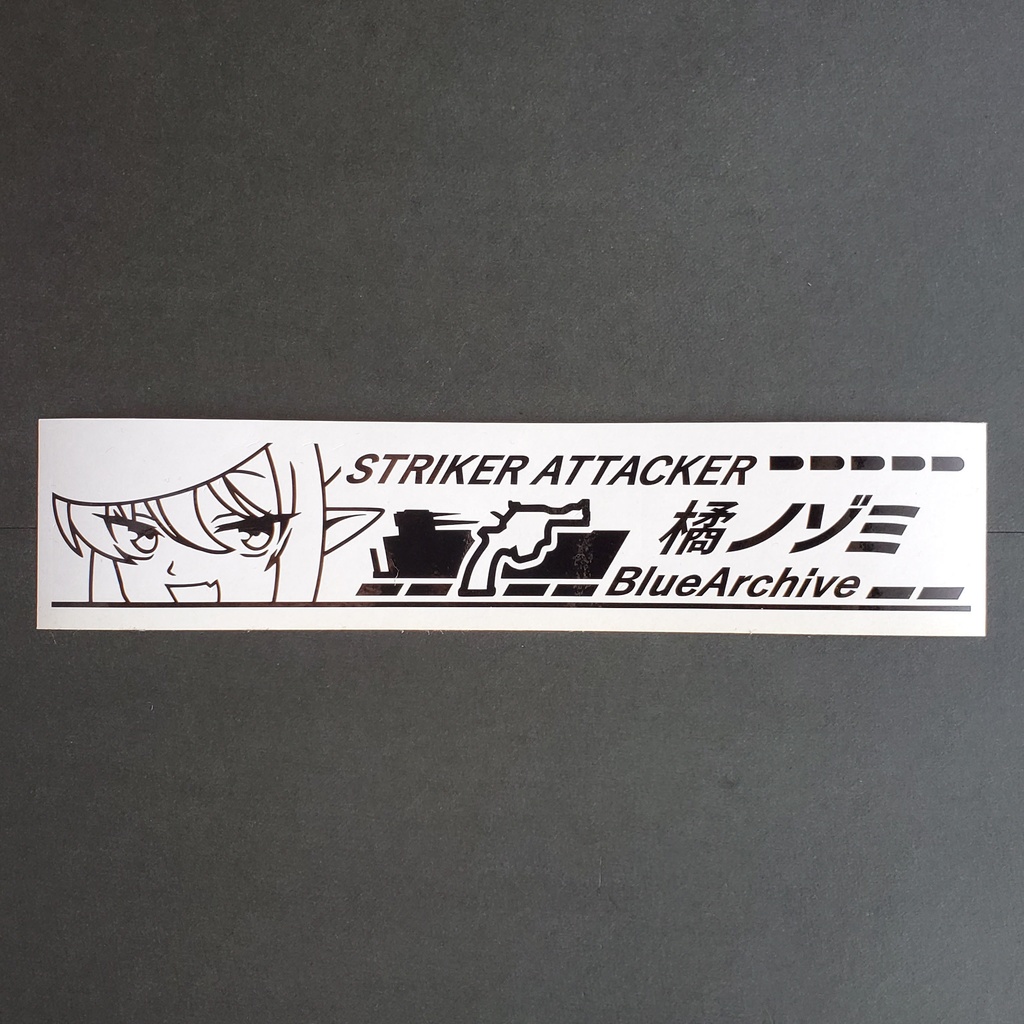 STRIKER ATTACKER
橘ノゾミ
BlueArchive